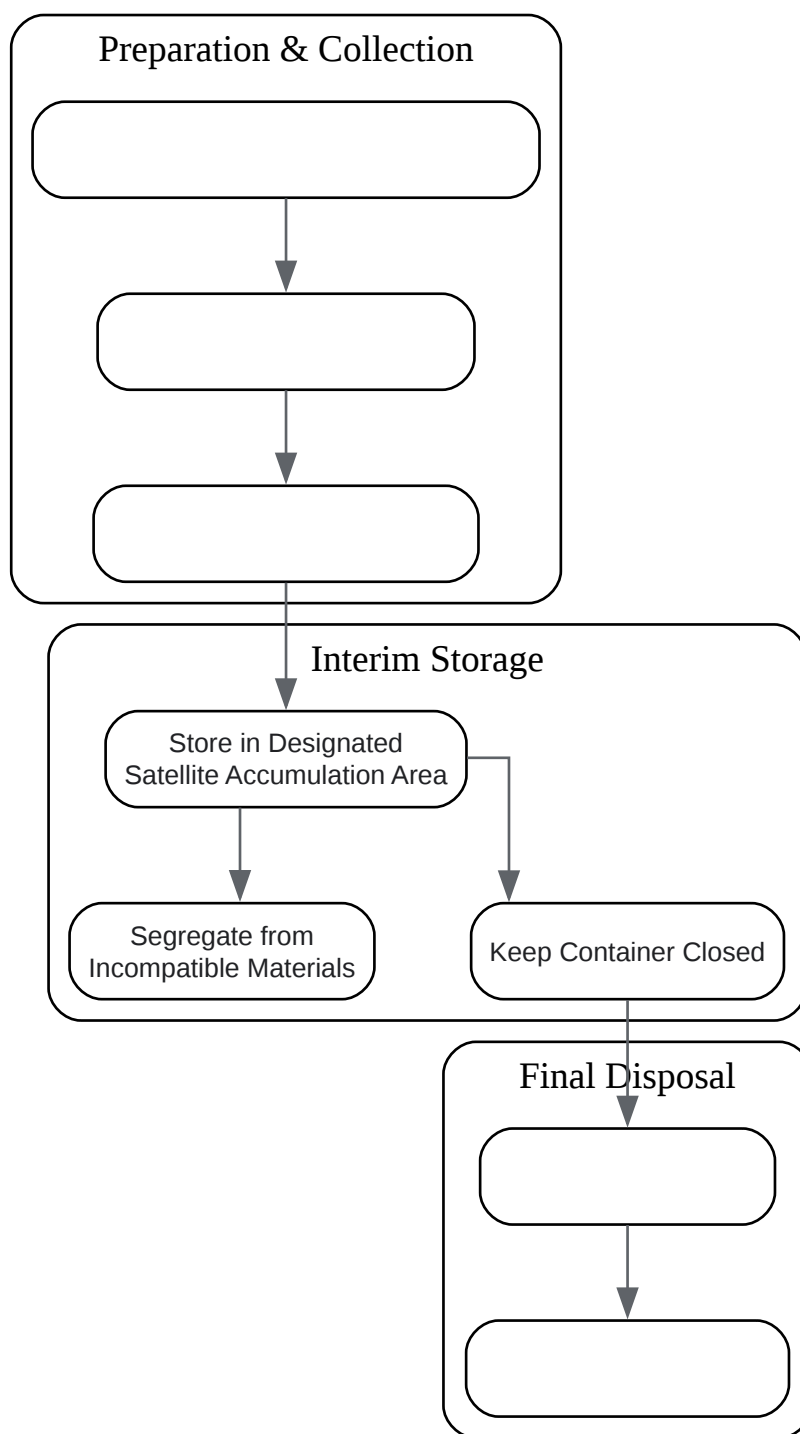 Preparation & Collection
Interim Storage
Store in Designated
Satellite Accumulation Area
Segregate from
Incompatible Materials
Keep Container Closed
Final Disposal